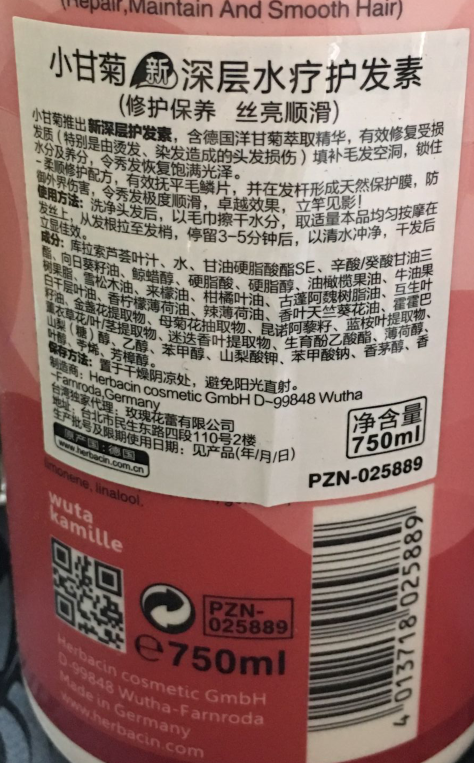 (Repair,Maintain And Smooth Hair)
小甘菊新深层水疗护发素
(修护保养 丝亮顺滑)
小甘菊推出新深层护发素，含德国洋甘菊萃取精华，有效修复受损
发质（特别是由烫发、染发造成的头发损伤）填补毛发空洞，锁住
水分及养分，令秀发恢复饱满光泽。
-柔顺修护配方，有效抚平毛鳞片，并在发杆形成天然保护膜，防
御外界伤害，令秀发极度顺滑，卓越效果，立竿见影！
使用方法：洗净头发后，以毛巾擦干水分，取适量本品均匀按摩在
发丝上，从发根拉至发梢，停留3-5分钟后，以清水冲净，干发后
立显佳效。
成分：库拉索芦荟叶汁、水、甘油硬脂酸酯SE、辛酸/癸酸甘油三
酯、向日葵籽油、鲸蜡醇、硬脂酸、硬脂醇、油橄榄果油、牛油果
树果脂、雪松木油、来檬油、柑橘叶油、古蓬阿魏树脂油、互生叶
白千层叶油、香柠檬薄荷油、辣薄荷油、香叶天竺葵花油、霍霍巴
籽油、金盏花提取物、母菊花抽取物、昆诺阿藜籽、蓝桉叶提取物、
重衣草花/叶/茎提取物、迷迭香叶提取物、生育酚乙酸酯、薄荷醇、
山梨（糖）醇、乙醇、苯甲醇、山梨酸钾、苯甲酸钠、香茅醇、香
叶醇、苧烯、芳樟醇。
保存方法：置于干燥阴凉处，避免阳光直射。
制造商：Herbacin cosmetic GmbH D-99848 Wutha
-Farnroda,Germany
台湾独家代理：玫瑰花蕾有限公司
地址：台北市民生东路四段110号2楼
生产批号及限期使用日期：见产品(年/月/日)
原产国：德国
www.herbacin.com.cn
净含量
750ml
PZN-025889
limonene, linalool.
wuta
kamille
PZN-
025889
e750ml
Herbacin cosmetic GmbH
D-99848 Wutha-Farnroda
Made in Germany
www.herbacin.com
4 013718 025889